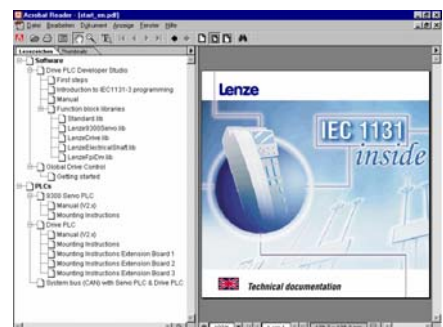 Acrobat Reader - [start_en.pdf]
Datei Bearbeiten Dokument Anzeige Fenster Hilfe
Lesezeichen Thumbnails
Software
Drive PLC Developer Studio
First steps
Introduction to IEC1131-3 programming
Manual
Function block libraries
Standard.lib
Lenze9300Servo.lib
LenzeDrive.lib
LenzeElectricalShaft.lib
LenzeFpiDrv.lib
Global Drive Control
Getting started
PLCs
9300 Servo PLC
Manual (V2.x)
Mounting Instructions
Drive PLC
Manual (V2.x)
Mounting Instructions
Mounting Instructions Extension Board 1
Mounting Instructions Extension Board 2
Mounting Instructions Extension Board 3
System bus (CAN) with Servo PLC & Drive PLC
Lenze
IEC 1131
inside
Technical documentation